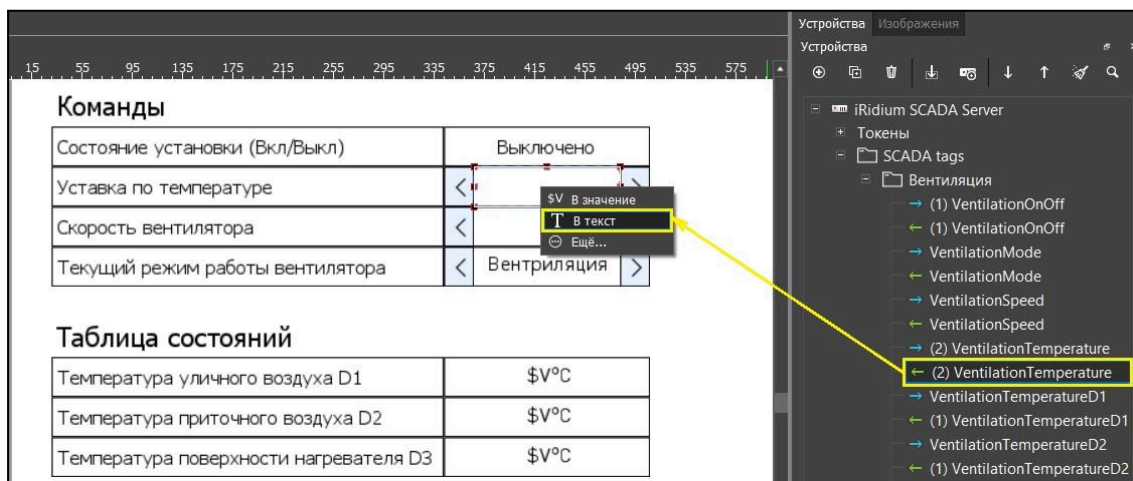 Устройства Изображения
Устройства
15 55 95 135 175 215 255 295 335 375 415 455 495 535 575
Команды
Состояние установки (Вкл/Выкл) Выключено
Уставка по температуре < >
$V В значение
T В текст
Ещё...
Скорость вентилятора <
Текущий режим работы вентилятора < Вентриляция >
Таблица состояний
Температура уличного воздуха D1 $V°C
Температура приточного воздуха D2 $V°C
Температура поверхности нагревателя D3 $V°C
iRidium SCADA Server
Токены
SCADA tags
Вентиляция
→ (1) VentilationOnOff
← (1) VentilationOnOff
→ VentilationMode
← VentilationMode
→ VentilationSpeed
← VentilationSpeed
→ (2) VentilationTemperature
← (2) VentilationTemperature
→ VentilationTemperatureD1
← (1) VentilationTemperatureD1
→ VentilationTemperatureD2
← (1) VentilationTemperatureD2